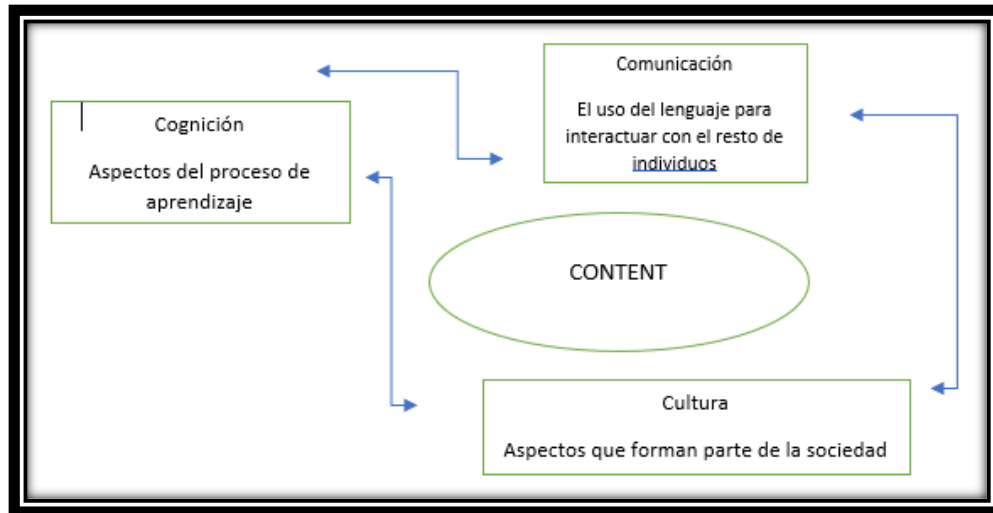 Comunicación
El uso del lenguaje para
interactuar con el resto de
individuos
Cognición
Aspectos del proceso de
aprendizaje
CONTENT
Cultura
Aspectos que forman parte de la sociedad